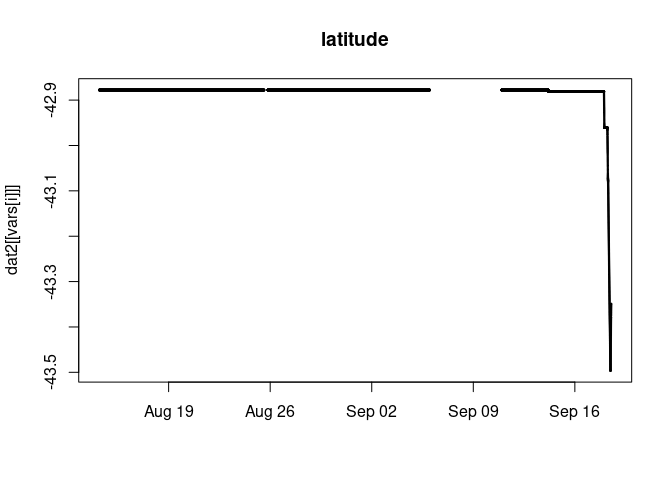 latitude
dat2[[vars[i]]]
-42.9
-43.1
-43.3
-43.5
Aug 19 Aug 26 Sep 02 Sep 09 Sep 16